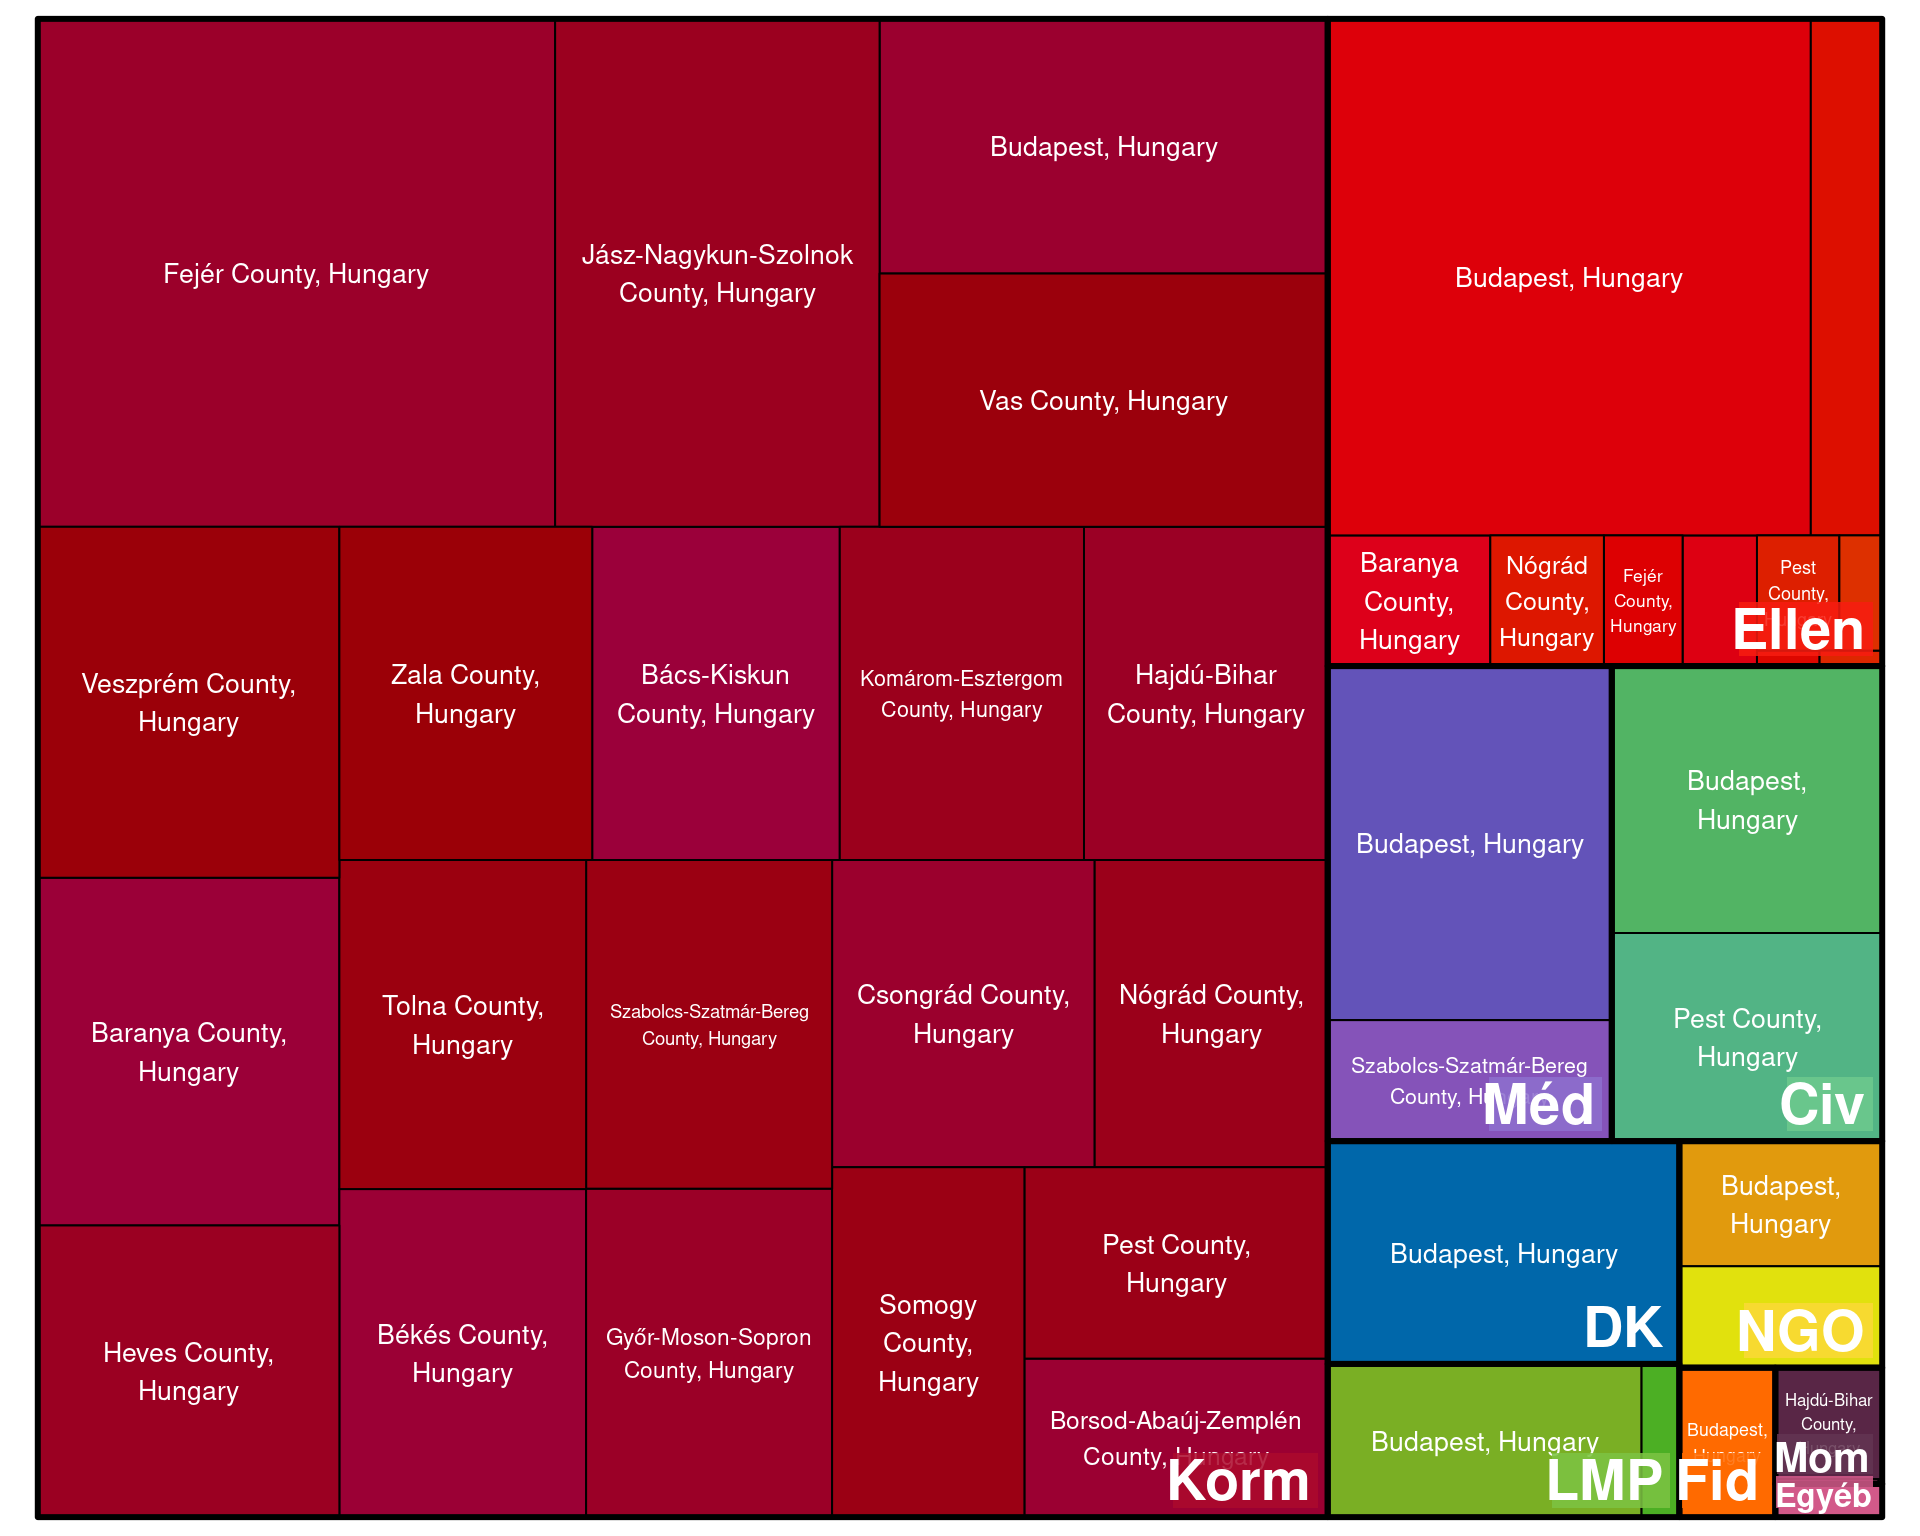 Fejér County, Hungary
Jász-Nagykun-Szolnok
County, Hungary
Budapest, Hungary
Vas County, Hungary
Veszprém County,
Hungary
Zala County,
Hungary
Bács-Kiskun
County, Hungary
Komárom-Esztergom
County, Hungary
Hajdú-Bihar
County, Hungary
Baranya County,
Hungary
Tolna County,
Hungary
Szabolcs-Szatmár-Bereg
County, Hungary
Csongrád County,
Hungary
Nógrád County,
Hungary
Heves County,
Hungary
Békés County,
Hungary
Győr-Moson-Sopron
County, Hungary
Somogy
County,
Hungary
Pest County,
Hungary
Borsod-Abaúj-Zemplén
County, Hungary
Korm
Budapest, Hungary
Baranya
County,
Hungary
Nógrád
County,
Hungary
Fejér
County,
Hungary
Pest
County,
Ellen
Budapest, Hungary
Szabolcs-Szatmár-Bereg
County,
Méd
Budapest,
Hungary
Pest County,
Hungary
Civ
Budapest, Hungary
DK
Budapest,
Hungary
NGO
Budapest, Hungary
LMP
Budapest,
Hungary
Fid
Hajdú-Bihar
County,
Mom
Egyéb